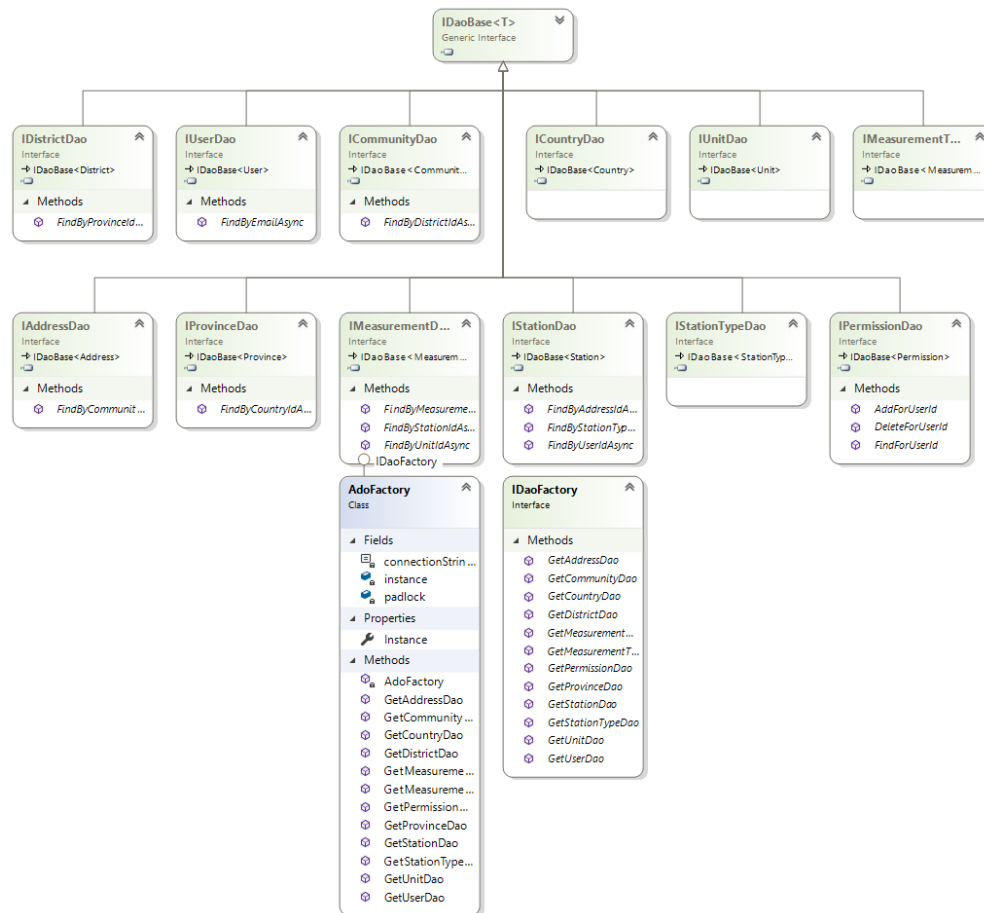 IDaoBase<T>
Generic Interface
IDistrictDao
Interface
IDaoBase<District>
Methods
FindByProvinceId...
IUserDao
Interface
IDaoBase<User>
Methods
FindByEmailAsync
ICommunityDao
Interface
IDaoBase<Communit...
Methods
FindByDistrictIdAs...
ICountryDao
Interface
IDaoBase<Country>
IUnitDao
Interface
IDaoBase<Unit>
IMeasurementT...
Interface
IDaoBase<Measurem...
IAddressDao
Interface
IDaoBase<Address>
Methods
FindByCommunit...
IProvinceDao
Interface
IDaoBase<Province>
Methods
FindByCountryIdA...
IMeasurementD...
Interface
IDaoBase<Measurem...
Methods
FindByMeasureme...
FindByStationIdAs...
FindByUnitIdAsync
IStationDao
Interface
IDaoBase<Station>
Methods
FindByAddressIdA...
FindByStationTyp...
FindByUserIdAsync
IStationTypeDao
Interface
IDaoBase<StationTyp...
IPermissionDao
Interface
IDaoBase<Permission>
Methods
AddForUserId
DeleteForUserId
FindForUserId
IDaoFactory
AdoFactory
Class
Fields
connectionStrin...
instance
padlock
Properties
Instance
Methods
AdoFactory
GetAddressDao
GetCommunity...
GetCountryDao
GetDistrictDao
GetMeasureme...
GetMeasureme...
GetPermission...
GetProvinceDao
GetStationDao
GetStationType...
GetUnitDao
GetUserDao
IDaoFactory
Interface
Methods
GetAddressDao
GetCommunityDao
GetCountryDao
GetDistrictDao
GetMeasurement...
GetMeasurementT...
GetPermissionDao
GetProvinceDao
GetStationDao
GetStationTypeDao
GetUnitDao
GetUserDao